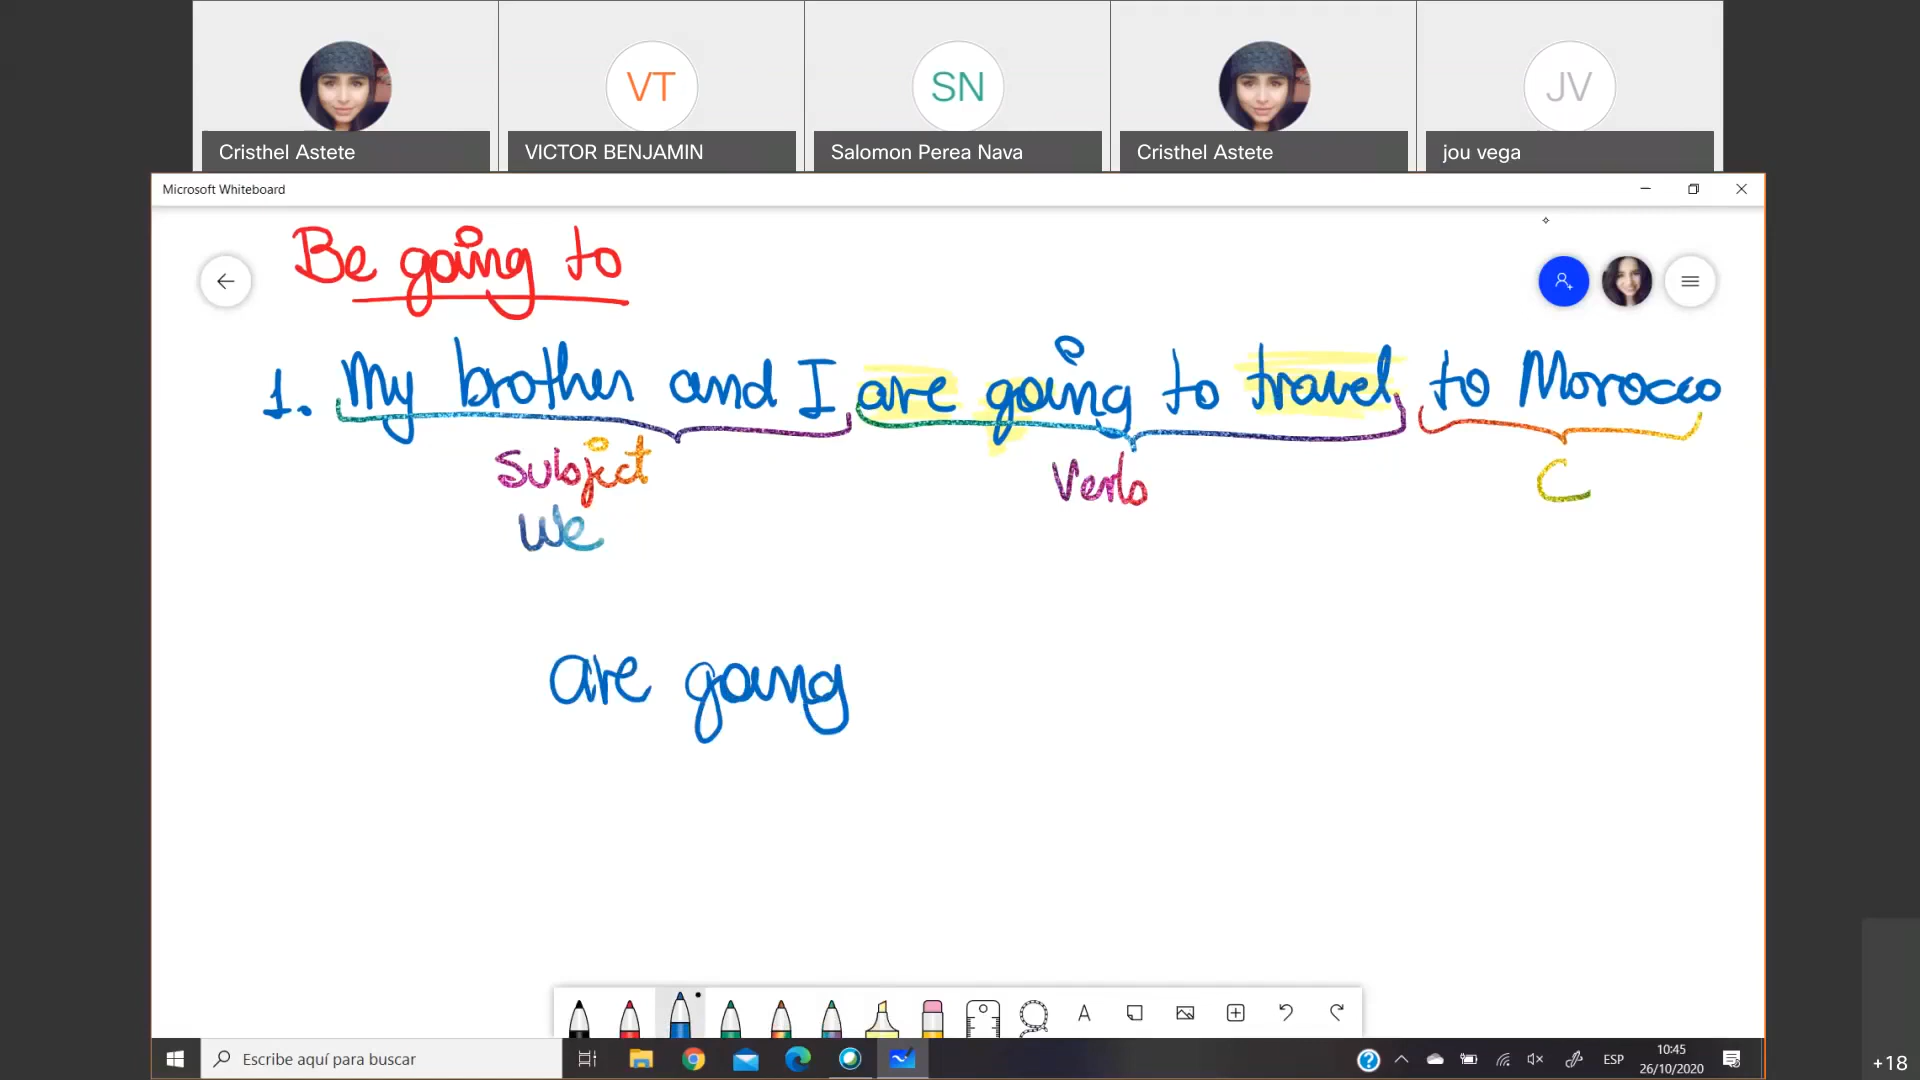 VT SN JV
Cristhel Astete VICTOR BENJAMIN Salomon Perea Nava Cristhel Astete jou vega
Microsoft Whiteboard
Be going to
1. My brother and I are going to travel to Morocco
Subject Verb C
We
are going
A
Escribe aquí para buscar
ESP
10:45
26/10/2020
+18